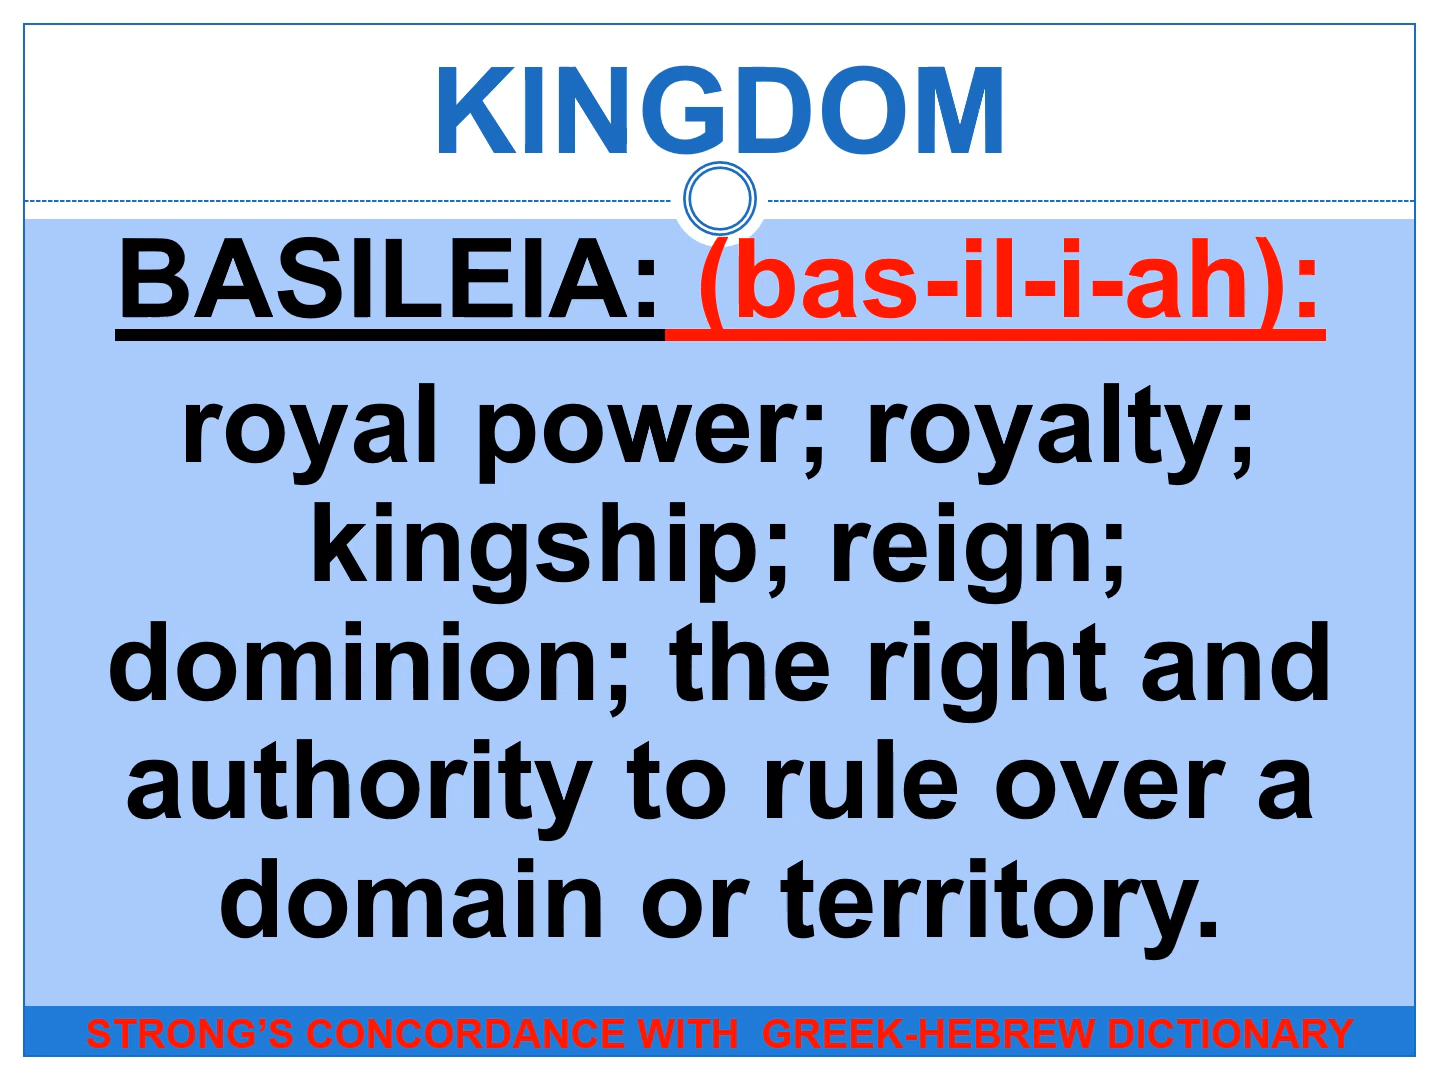 KINGDOM
BASILEIA: (bas-il-i-ah):
royal power; royalty;
kingship; reign;
dominion; the right and
authority to rule over a
domain or territory.
STRONG’S CONCORDANCE WITH  GREEK-HEBREW DICTIONARY